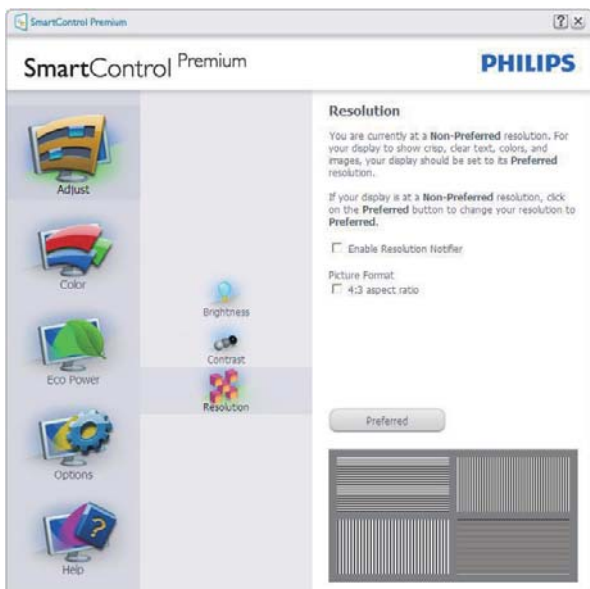 SmartControl Premium
SmartControl Premium
PHILIPS
Adjust
Color
Eco Power
Options
Help
Brightness
Contrast
Resolution
Resolution
You are currently at a Non-Preferred resolution. For
your display to show crisp, clear text, colors, and
images, your display should be set to its Preferred
resolution.
If your display is at a Non-Preferred resolution, click
on the Preferred button to change your resolution to
Preferred.
Enable Resolution Notifier
Picture Format
4:3 aspect ratio
Preferred